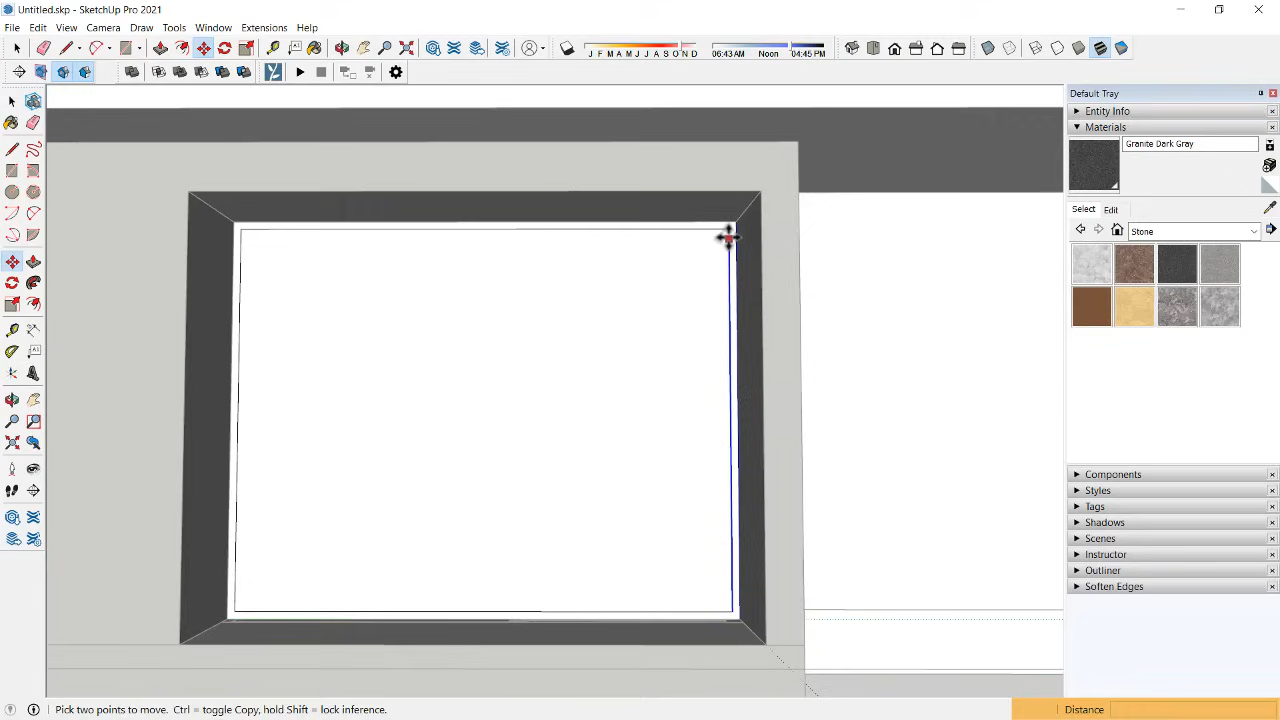 Untitled.skp - SketchUp Pro 2021
File Edit View Camera Draw Tools Window Extensions Help
J F M A M J J A S O N D
06:43 AM Noon 04:45 PM
Default Tray
Entity Info
Materials
Granite Dark Gray
Select Edit
Stone
Components
Styles
Tags
Shadows
Scenes
Instructor
Outliner
Soften Edges
Pick two points to move. Ctrl = toggle Copy, hold Shift = lock inference.
Distance